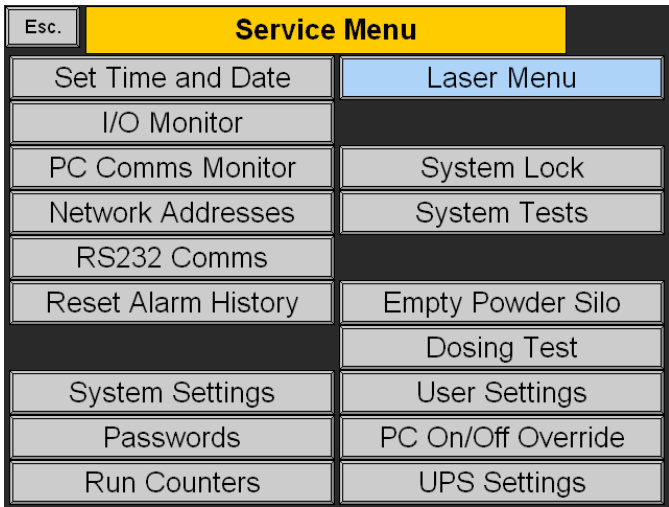 Esc.
Service Menu
Set Time and Date
Laser Menu
I/O Monitor
PC Comms Monitor
System Lock
Network Addresses
System Tests
RS232 Comms
Reset Alarm History
Empty Powder Silo
Dosing Test
System Settings
User Settings
Passwords
PC On/Off Override
Run Counters
UPS Settings